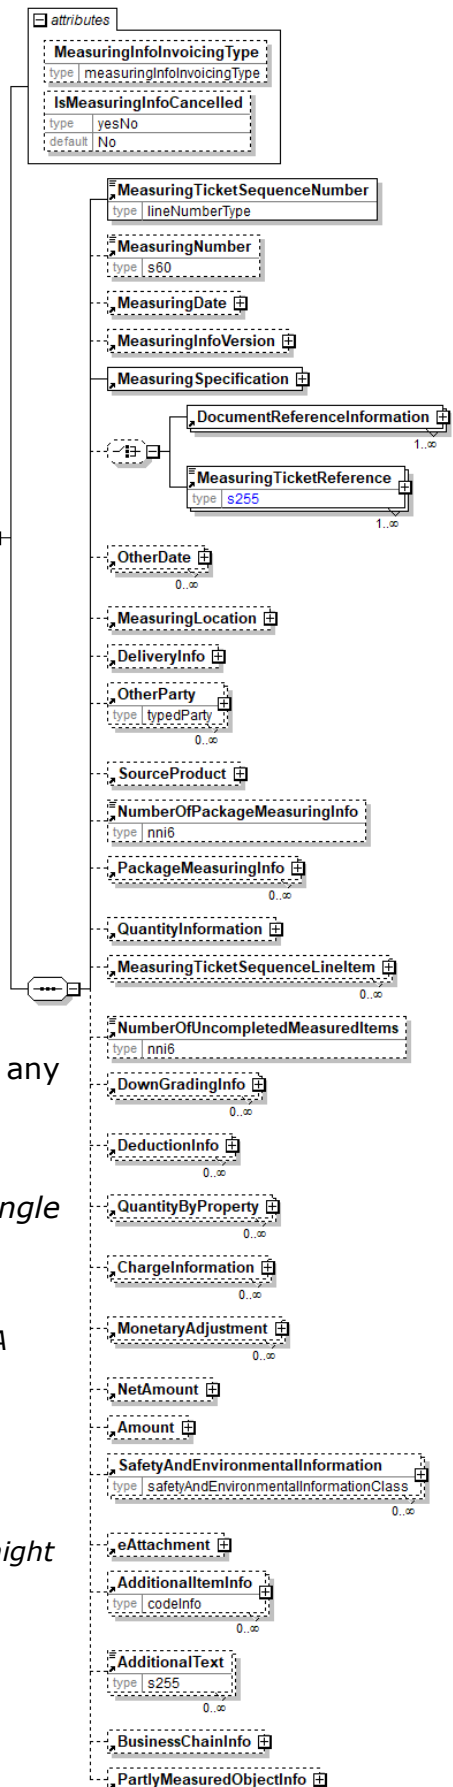 attributes
MeasuringInfoInvoicingType
type measuringInfoInvoicingType
IsMeasuringInfoCancelled
type yesNo
default No
MeasuringTicketSequenceNumber
type lineNumberType
MeasuringNumber
type s60
MeasuringDate
MeasuringInfoVersion
MeasuringSpecification
DocumentReferenceInformation
1..∞
MeasuringTicketReference
type s255
1..∞
OtherDate
0..∞
MeasuringLocation
DeliveryInfo
OtherParty
type typedParty
0..∞
SourceProduct
NumberOfPackageMeasuringInfo
type nni6
PackageMeasuringInfo
0..∞
QuantityInformation
MeasuringTicketSequenceLineItem
0..∞
NumberOfUncompletedMeasuredItems
type nni6
any
DownGradingInfo
0..∞
DeductionInfo
0..∞
ngle
QuantityByProperty
0..∞
ChargeInformation
0..∞
MonetaryAdjustment
0..∞
A
NetAmount
Amount
SafetyAndEnvironmentalInformation
type safetyAndEnvironmentalInformationClass
0..∞
eAttachment
ight
AdditionalItemInfo
type codeInfo
0..∞
AdditionalText
type s255
0..∞
BusinessChainInfo
PartlyMeasuredObjectInfo